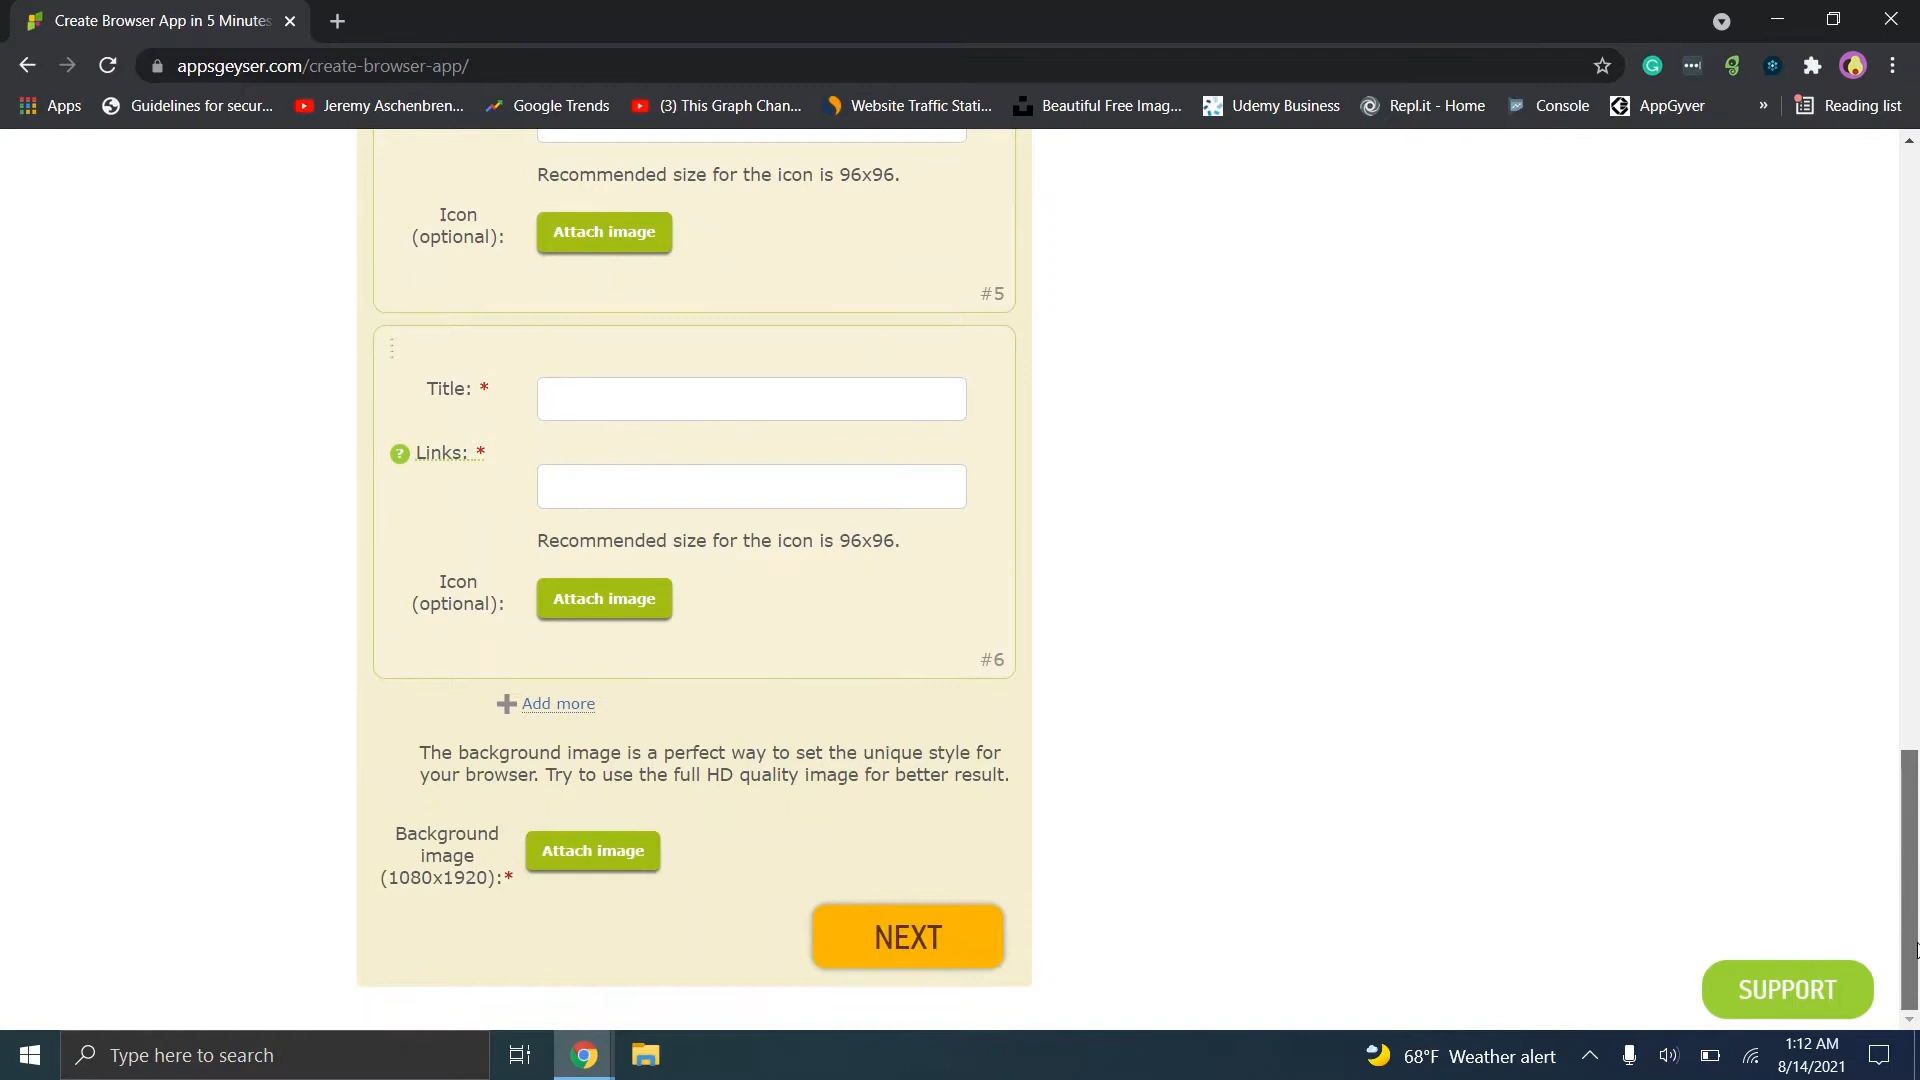 Create Browser App in 5 Minutes
appsgeyser.com/create-browser-app/
Apps
Guidelines for secur...
Jeremy Aschenbren...
Google Trends
(3) This Graph Chan...
Website Traffic Stati...
Beautiful Free Imag...
Udemy Business
Repl.it - Home
Console
AppGyver
»
Reading list
Recommended size for the icon is 96x96.
Icon
(optional):
Attach image
#5
Title: *
? Links: *
Recommended size for the icon is 96x96.
Icon
(optional):
Attach image
#6
Add more
The background image is a perfect way to set the unique style for
your browser. Try to use the full HD quality image for better result.
Background
image
(1080x1920):*
Attach image
NEXT
SUPPORT
Type here to search
68°F Weather alert
1:12 AM
8/14/2021